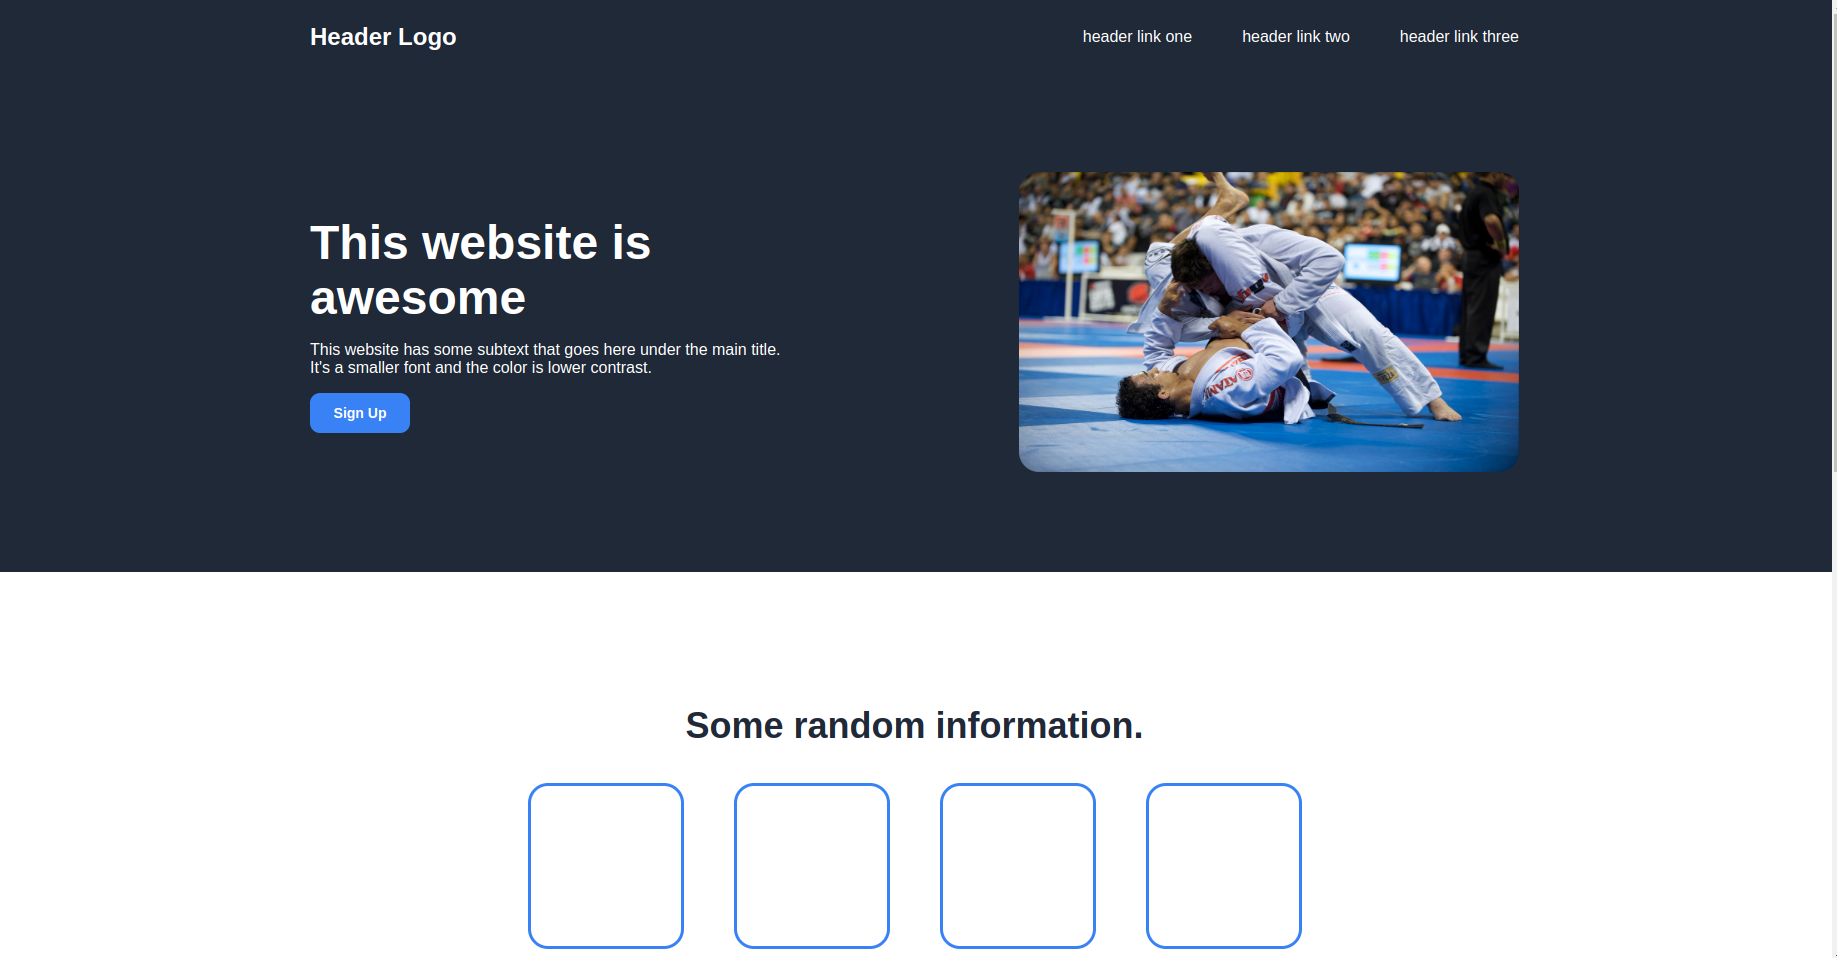 Header Logo
header link one
header link two
header link three
This website is
awesome
This website has some subtext that goes here under the main title.
It's a smaller font and the color is lower contrast.
Sign Up
ATAMA
Some random information.